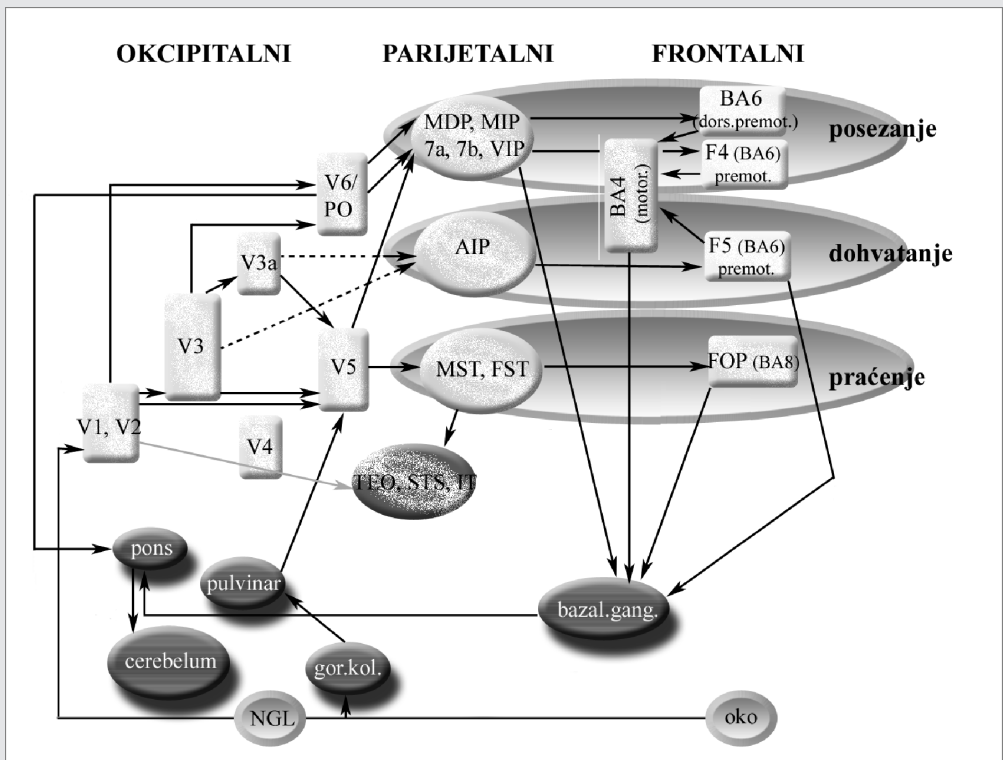 OKCIPITALNI PARIJETALNI FRONTALNI
BA6
(dors.premot.)
posezanje
MDP, MIP
7a, 7b, VIP
F4 (BA6)
premot.
V6/
PO
BA4
(motor.)
V3a
AIP
F5 (BA6)
premot.
dohvatanje
V3
V5
MST, FST
FOP (BA8)
praćenje
V1, V2
V4
TEO, STS, IT
pons
pulvinar
bazal.gang.
cerebelum
gor.kol.
NGL
oko